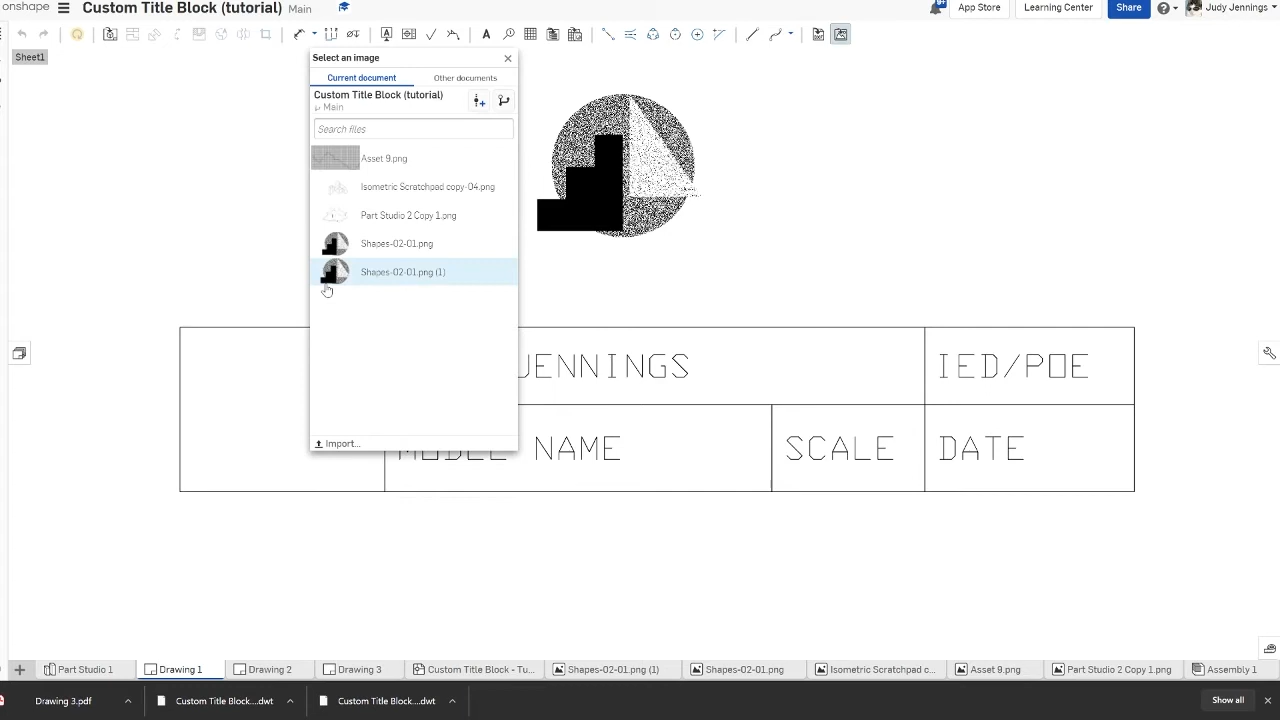 onshape
Custom Title Block (tutorial) Main
9+
App Store
Learning Center
Share
Judy Jennings
Sheet1
Select an image
Current document
Other documents
Custom Title Block (tutorial)
Main
Search files
Asset 9.png
Isometric Scratchpad copy-04.png
Part Studio 2 Copy 1.png
Shapes-02-01.png
Shapes-02-01.png (1)
Import...
JENNINGS
IED/POE
MODEL NAME
SCALE
DATE
Part Studio 1
Drawing 1
Drawing 2
Drawing 3
Custom Title Block - Tu...
Shapes-02-01.png (1)
Shapes-02-01.png
Isometric Scratchpad c...
Asset 9.png
Part Studio 2 Copy 1.png
Assembly 1
Drawing 3.pdf
Custom Title Block....dwt
Custom Title Block....dwt
Show all